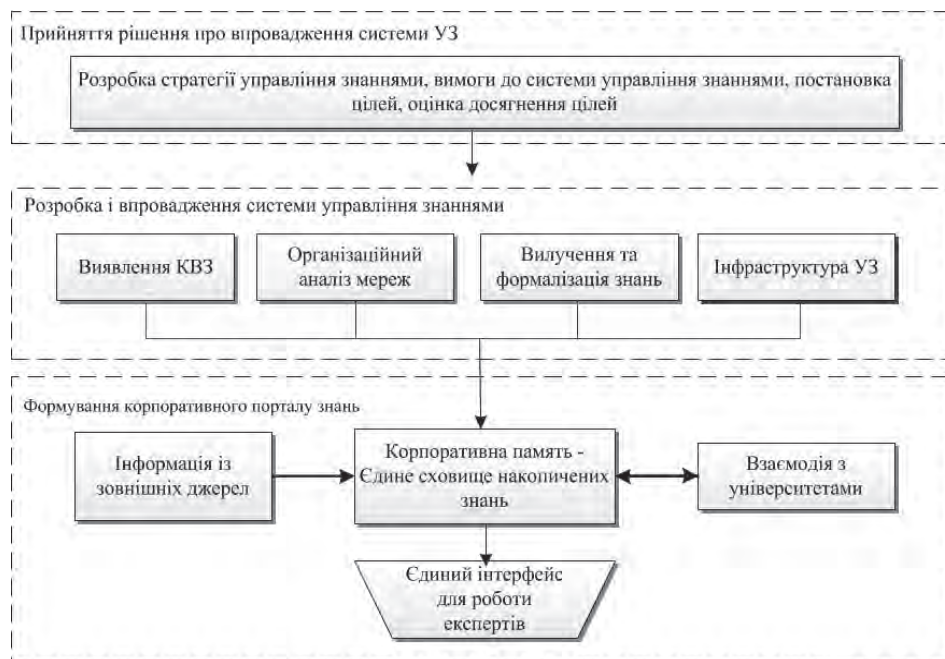 Прийняття рішення про впровадження системи УЗ
Розробка стратегії управління знаннями, вимоги до системи управління знаннями, постановка
цілей, оцінка досягнення цілей
Розробка і впровадження системи управління знаннями
Виявлення КВЗ
Організаційний
аналіз мереж
Вилучення та
формалізація знань
Інфраструктура УЗ
Формування корпоративного порталу знань
Інформація із
зовнішніх джерел
Корпоративна память -
Єдине сховище накопичених
знань
Взаємодія з
університетами
Єдиний інтерфейс
для роботи
експертів